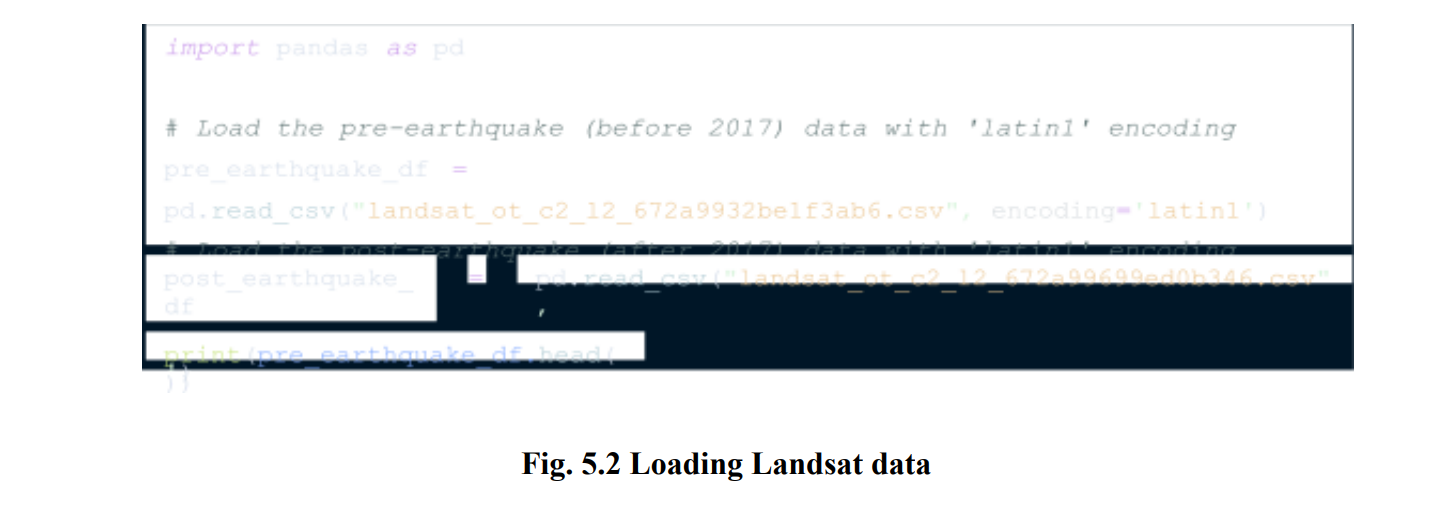 import pandas as pd
# Load the pre-earthquake (before 2017) data with 'latin1' encoding
pre_earthquake_df =
pd.read_csv("landsat_ot_c2_l2_672a9932be1f3ab6.csv", encoding='latin1')
# Load the post-earthquake (after 2017) data with 'latin1' encoding
post_earthquake_ = pd.read_csv("landsat_ot_c2_l2_672a99699ed0b346.csv"
df ,
print(pre_earthquake_df.head(
))
Fig. 5.2 Loading Landsat data